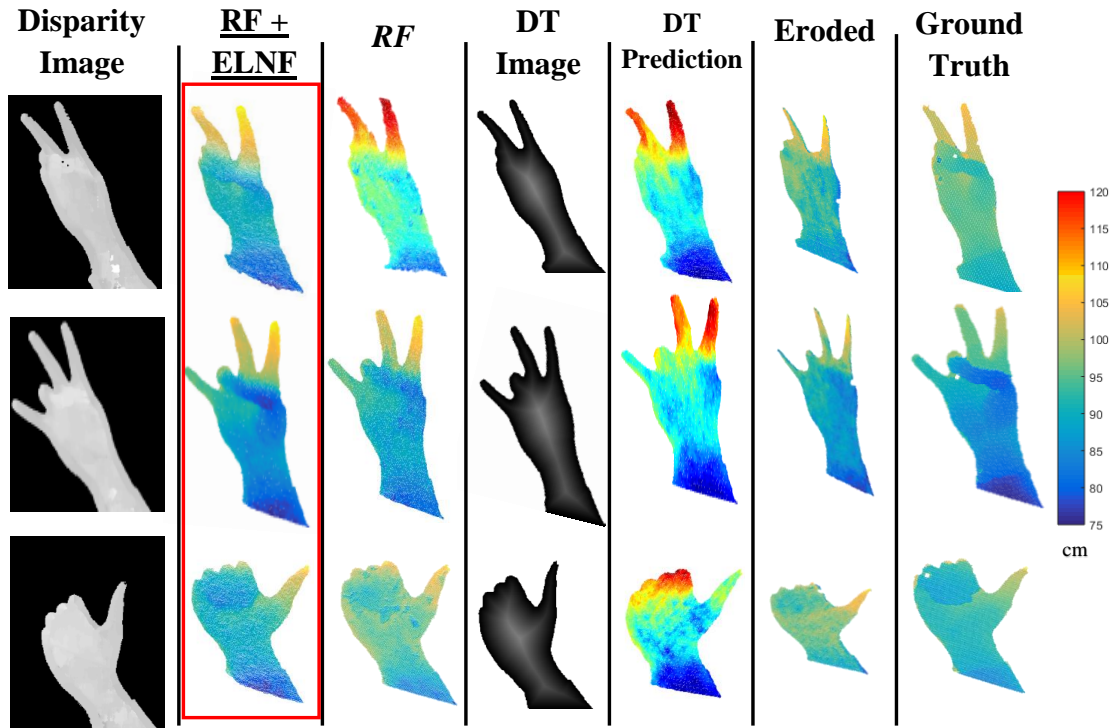 Disparity
Image
RF +
ELNF
RF
DT
Image
DT
Prediction
Eroded
Ground
Truth
120
115
110
105
100
95
90
85
80
75
cm